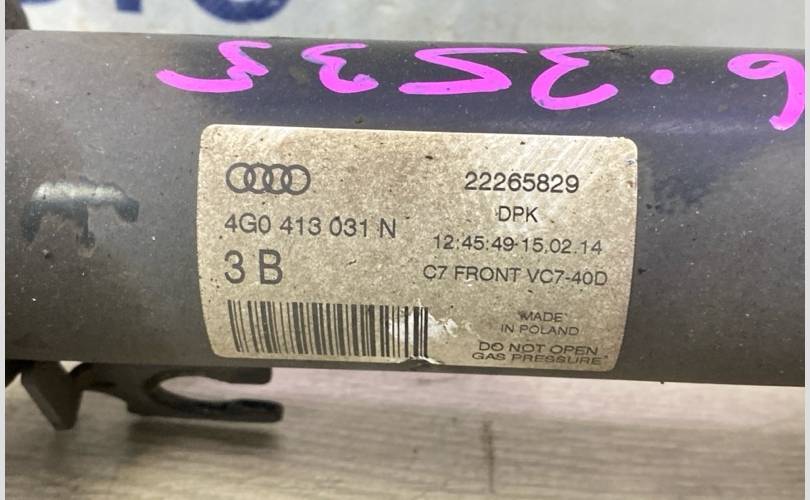 4G0 413 031 N
3 B
22265829
DPK
12:45:49-15.02.14
C7 FRONT VC7-40D
MADE
IN POLAND
DO NOT OPEN
GAS PRESSURE